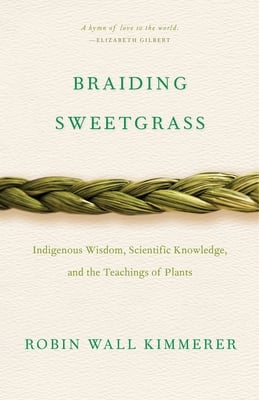 A hymn of love to the world.
—ELIZABETH GILBERT
BRAIDING
SWEETGRASS
Indigenous Wisdom, Scientific Knowledge,
and the Teachings of Plants
ROBIN WALL KIMMERER